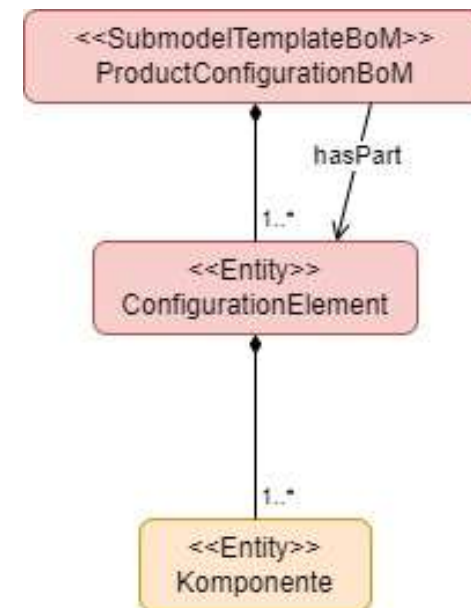 <<SubmodelTemplateBoM>>
ProductConfigurationBoM
hasPart
1..*
<<Entity>>
ConfigurationElement
1..*
<<Entity>>
Komponente